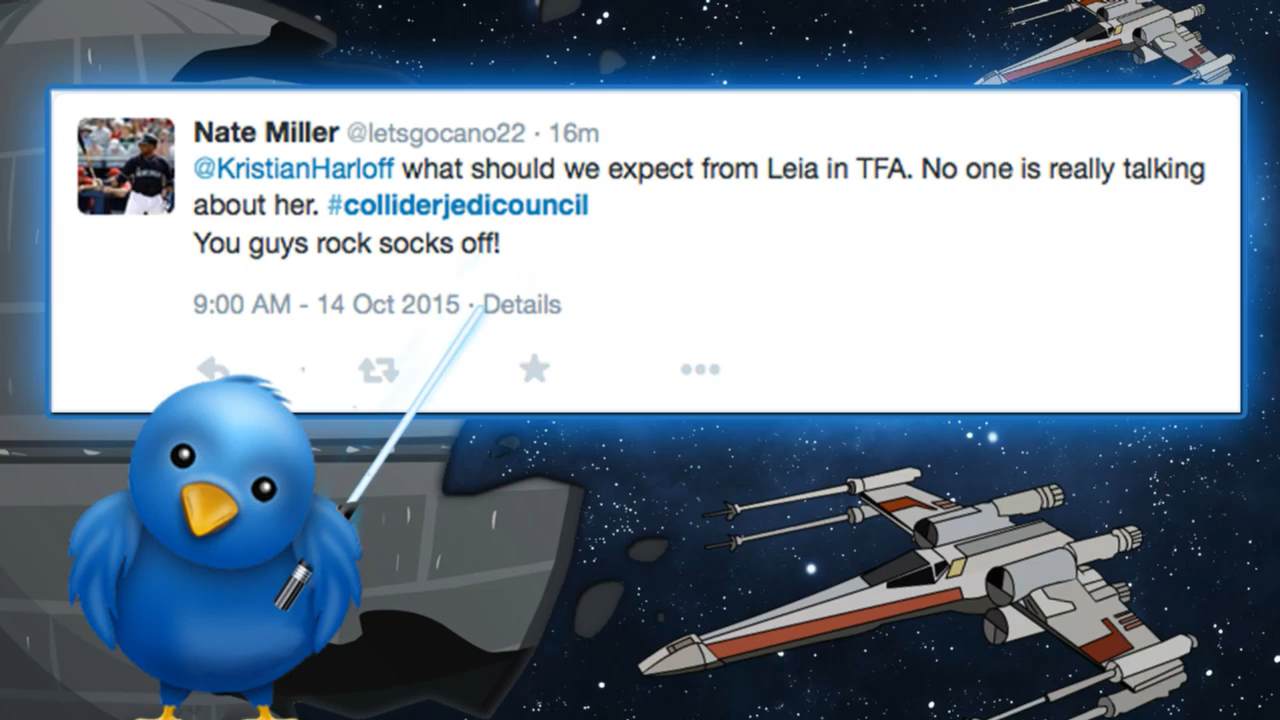 Nate Miller @letsgocano22 · 16m
@KristianHarloff what should we expect from Leia in TFA. No one is really talking
about her. #colliderjedicouncil
You guys rock socks off!
9:00 AM - 14 Oct 2015 · Details